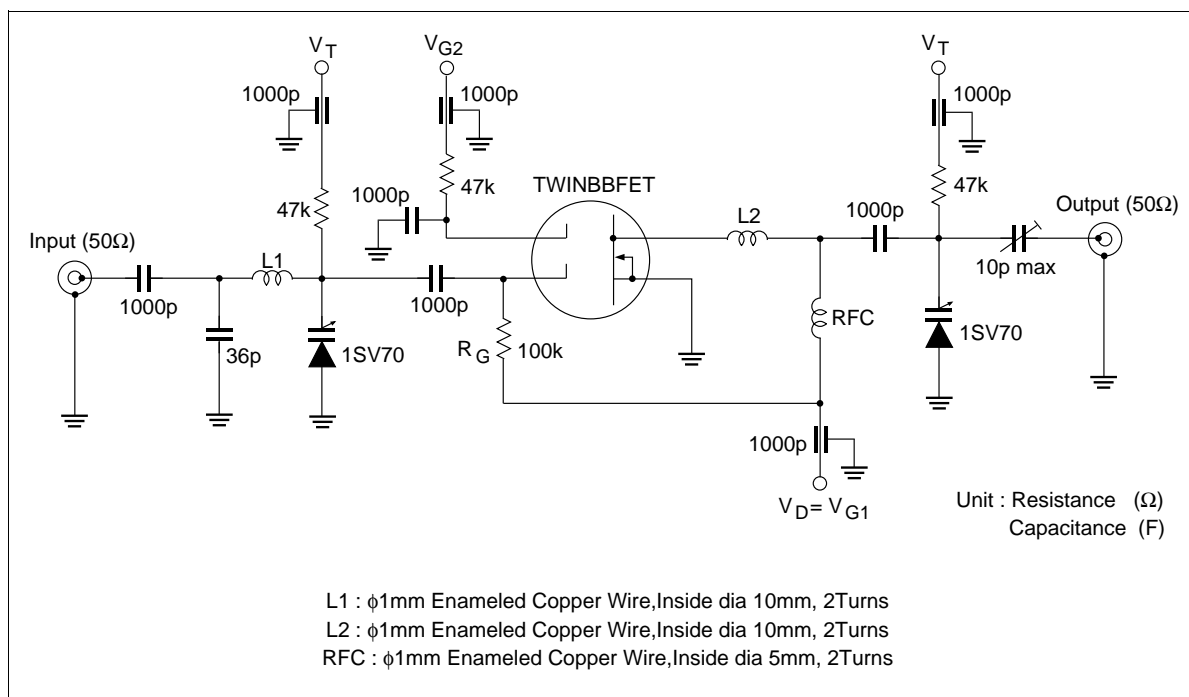 V_T
V_G2
V_T
1000p
1000p
1000p
47k
TWINBBFET
47k
1000p
47k
L2
1000p
Output (50Ω)
Input (50Ω)
L1
10p max
1000p
1000p
RFC
36p
1SV70
R_G
100k
1SV70
1000p
V_D= V_G1
Unit : Resistance (Ω)
Capacitance (F)
L1 : ϕ1mm Enameled Copper Wire,Inside dia 10mm, 2Turns
L2 : ϕ1mm Enameled Copper Wire,Inside dia 10mm, 2Turns
RFC : ϕ1mm Enameled Copper Wire,Inside dia 5mm, 2Turns